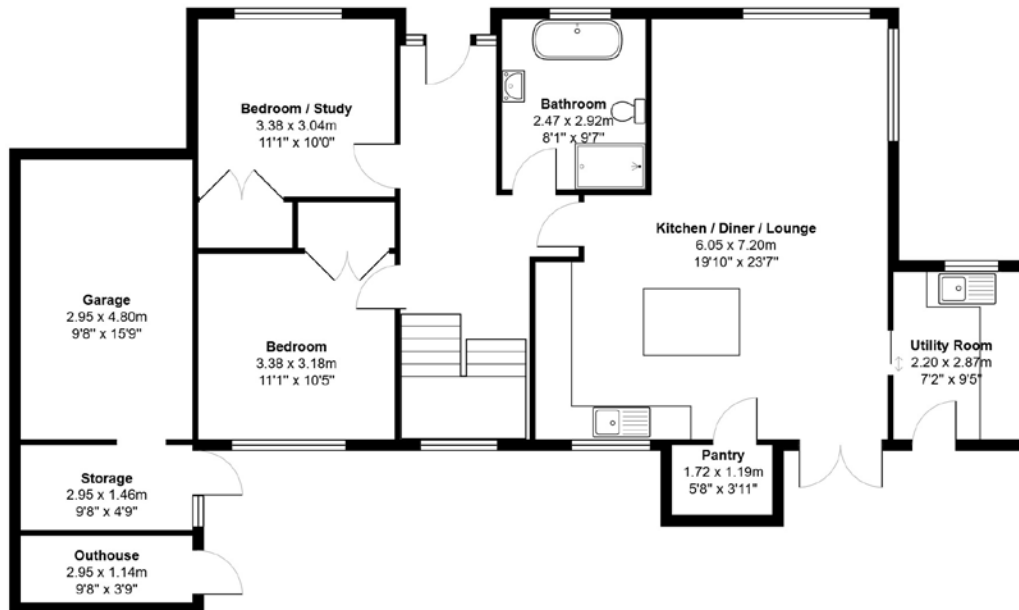 Bedroom / Study
3.38 x 3.04m
11'1" x 10'0"
Bathroom
2.47 x 2.92m
8'1" x 9'7"
Kitchen / Diner / Lounge
6.05 x 7.20m
19'10" x 23'7"
Garage
2.95 x 4.80m
9'8" x 15'9"
Bedroom
3.38 x 3.18m
11'1" x 10'5"
Utility Room
2.20 x 2.87m
7'2" x 9'5"
Storage
2.95 x 1.46m
9'8" x 4'9"
Pantry
1.72 x 1.19m
5'8" x 3'11"
Outhouse
2.95 x 1.14m
9'8" x 3'9"